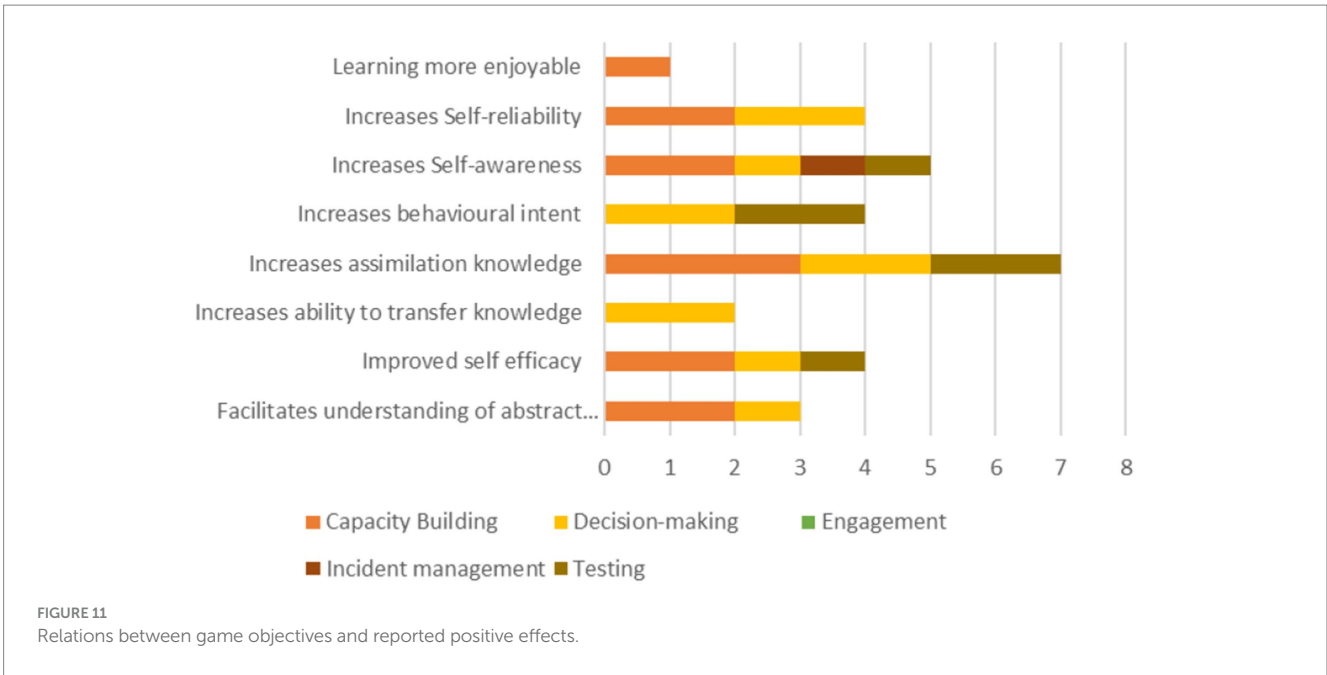 Learning more enjoyable
Increases Self-reliability
Increases Self-awareness
Increases behavioural intent
Increases assimilation knowledge
Increases ability to transfer knowledge
Improved self efficacy
Facilitates understanding of abstract...
0 1 2 3 4 5 6 7 8
Capacity Building Decision-making Engagement
Incident management Testing
FIGURE 11
Relations between game objectives and reported positive effects.